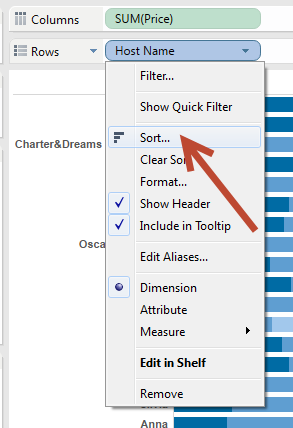 Columns SUM(Price)
Rows Host Name
Filter...
Show Quick Filter
Sort...
Charter&Dreams
Clear Sor
Format...
Show Header
Include in Tooltip
Osca
Edit Aliases...
Dimension
Attribute
Measure
Edit in Shelf
Remove
Anna